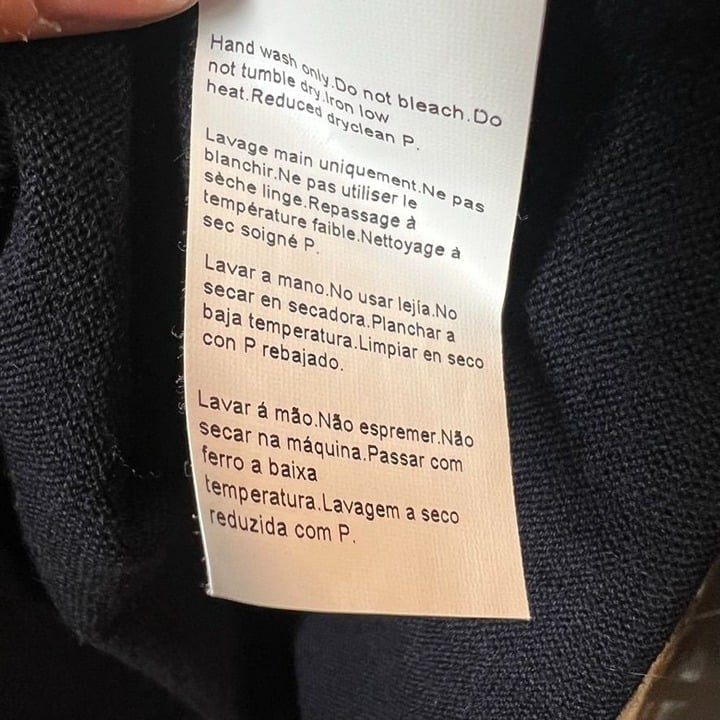 Hand wash only.Do not bleach.Do
not tumble dry.Iron low
heat.Reduced dryclean P.
Lavage main uniquement.Ne pas
blanchir.Ne pas utiliser le
sèche linge.Repassage à
température faible.Nettoyage à
sec soigné P.
Lavar a mano.No usar lejía.No
secar en secadora.Planchar a
baja temperatura.Limpiar en seco
con P rebajado.
Lavar á mão.Não espremer.Não
secar na máquina.Passar com
ferro a baixa
temperatura.Lavagem a seco
reduzida com P.